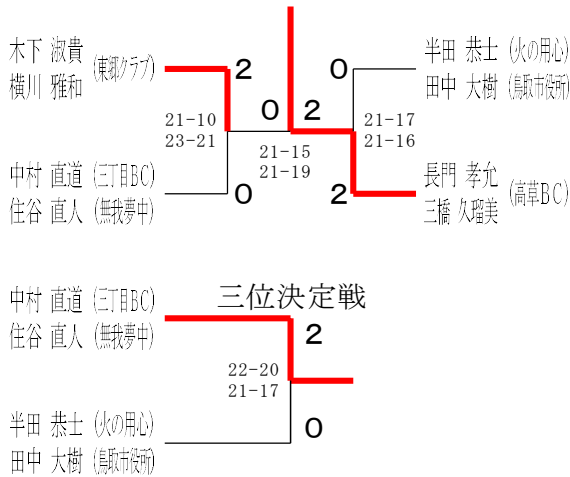 木下 淑貴 (東郷クラブ)
横川 雅和
2
0
21-10
23-21
中村 直道 (三丁目BC)
住谷 直人 (無我夢中)
0
2
21-15
21-19
半田 恭士 (火の用心)
田中 大樹 (鳥取市役所)
0
21-17
21-16
長門 孝允 (高草BC)
三橋 久瑠美
2
三位決定戦
中村 直道 (三丁目BC)
住谷 直人 (無我夢中)
2
22-20
21-17
半田 恭士 (火の用心)
田中 大樹 (鳥取市役所)
0